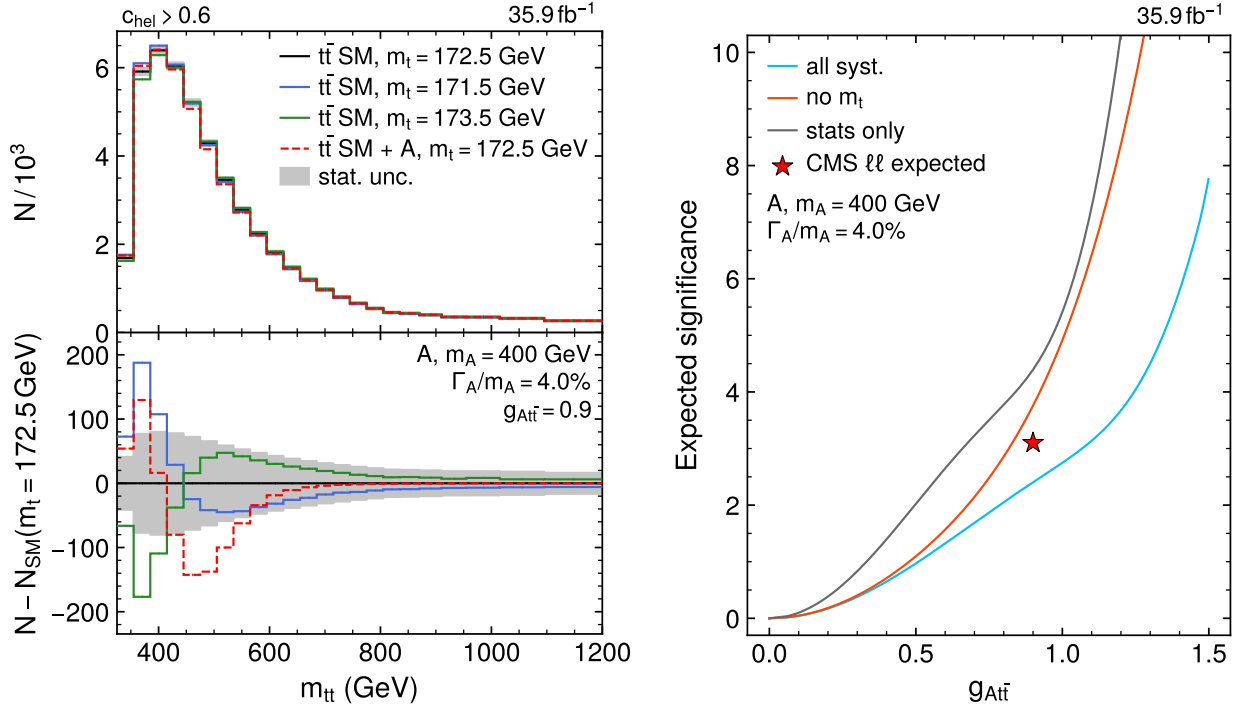 c_hel > 0.6 35.9 fb⁻¹
N / 10³
6
4
2
0
tt̄ SM, m_t = 172.5 GeV
tt̄ SM, m_t = 171.5 GeV
tt̄ SM, m_t = 173.5 GeV
tt̄ SM + A, m_t = 172.5 GeV
stat. unc.
N − N_SM(m_t = 172.5 GeV)
200
100
0
−100
−200
A, m_A = 400 GeV
Γ_A/m_A = 4.0%
g_Att̄ = 0.9
400 600 800 1000 1200
m_tt (GeV)
35.9 fb⁻¹
Expected significance
10
8
6
4
2
0
all syst.
no m_t
stats only
CMS ℓℓ expected
A, m_A = 400 GeV
Γ_A/m_A = 4.0%
0.0 0.5 1.0 1.5
g_Att̄